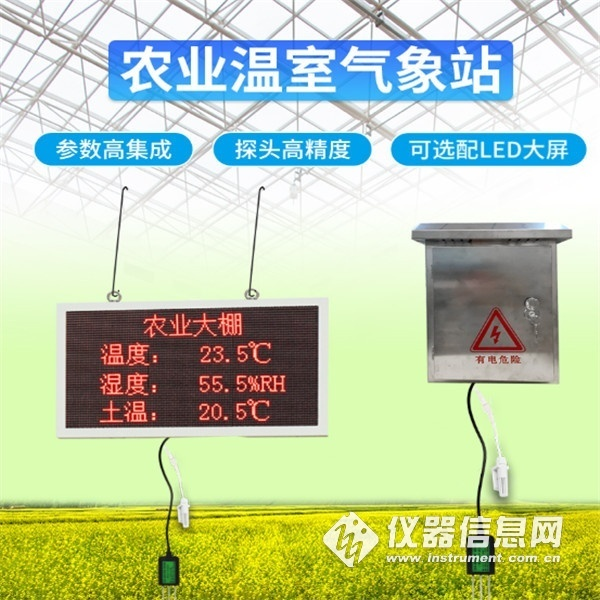 农业温室气象站
参数高集成
探头高精度
可选配LED大屏
农业大棚
温度： 23.5℃
湿度： 55.5%RH
土温： 20.5℃
有电危险
仪器信息网
www.instrument.com.cn